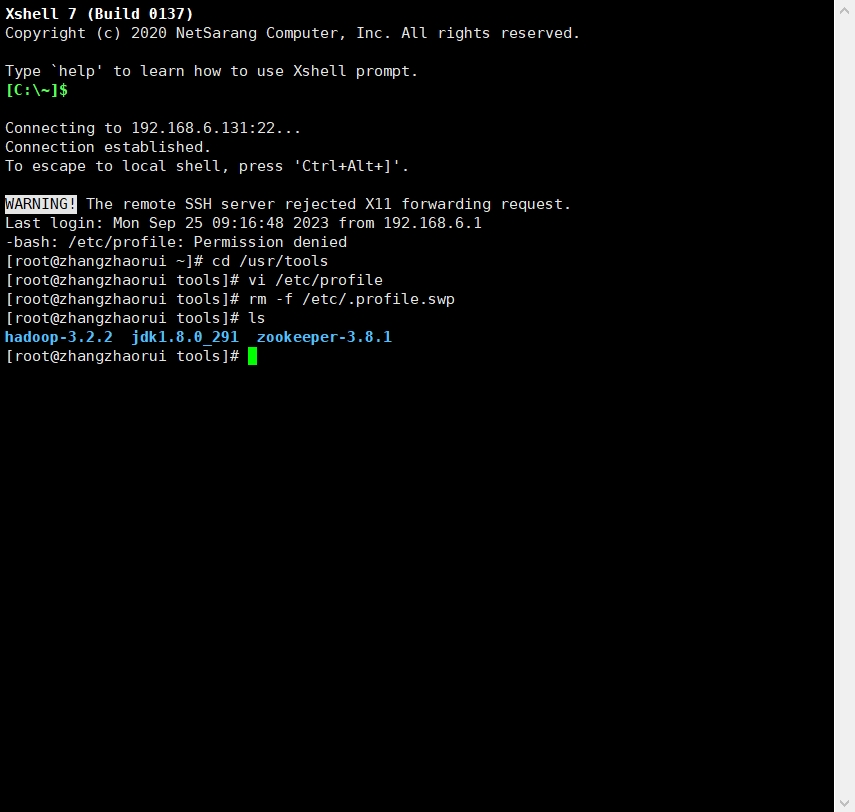 Xshell 7 (Build 0137)
Copyright (c) 2020 NetSarang Computer, Inc. All rights reserved.
Type `help' to learn how to use Xshell prompt.
[C:\~]$
Connecting to 192.168.6.131:22...
Connection established.
To escape to local shell, press 'Ctrl+Alt+]'.
WARNING! The remote SSH server rejected X11 forwarding request.
Last login: Mon Sep 25 09:16:48 2023 from 192.168.6.1
-bash: /etc/profile: Permission denied
[root@zhangzhaorui ~]# cd /usr/tools
[root@zhangzhaorui tools]# vi /etc/profile
[root@zhangzhaorui tools]# rm -f /etc/.profile.swp
[root@zhangzhaorui tools]# ls
hadoop-3.2.2  jdk1.8.0_291  zookeeper-3.8.1
[root@zhangzhaorui tools]#